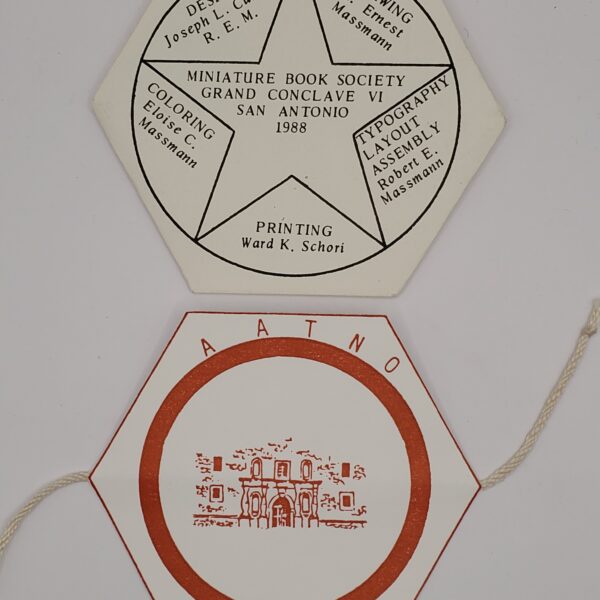 Joseph L.
R. E. M.
Ernest
Massmann
MINIATURE BOOK SOCIETY
GRAND CONCLAVE VI
SAN ANTONIO
1988
COLORING
Eloise C.
Massmann
TYPOGRAPHY
LAYOUT
ASSEMBLY
Robert E.
Massmann
PRINTING
Ward K. Schori
A A T N O